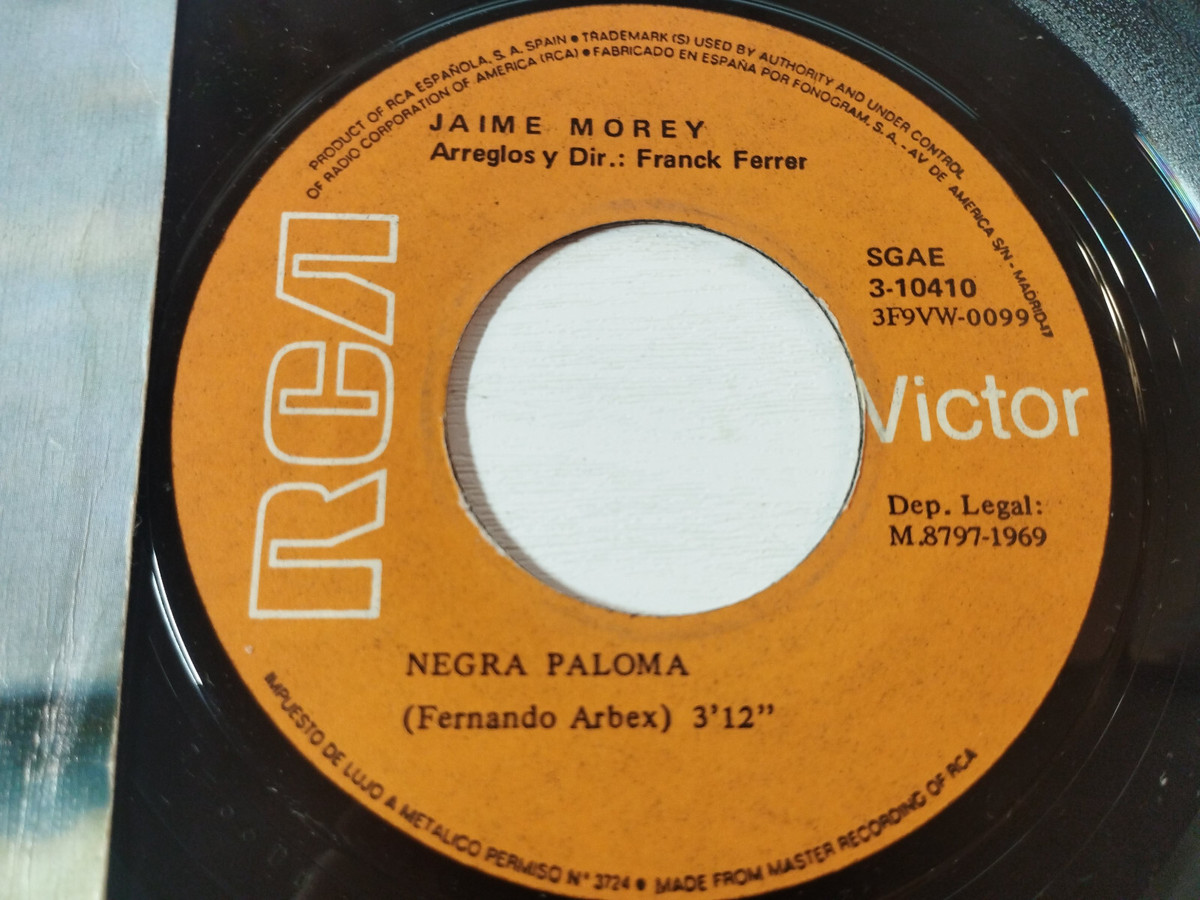 PRODUCT OF RCA ESPAÑOLA, S. A. SPAIN ● TRADEMARK (S) USED BY AUTHORITY AND UNDER CONTROL
OF RADIO CORPORATION OF AMERICA (RCA) ● FABRICADO EN ESPAÑA POR FONOGRAM, S. A. - AV DE AMERICA S/N - MADRID-17
JAIME MOREY
Arreglos y Dir.: Franck Ferrer
RCA
SGAE
3-10410
3F9VW-0099
Victor
Dep. Legal:
M.8797-1969
NEGRA PALOMA
(Fernando Arbex) 3'12"
IMPUESTO DE LUJO A METALICO PERMISO N° 3724 ● MADE FROM MASTER RECORDING OF RCA